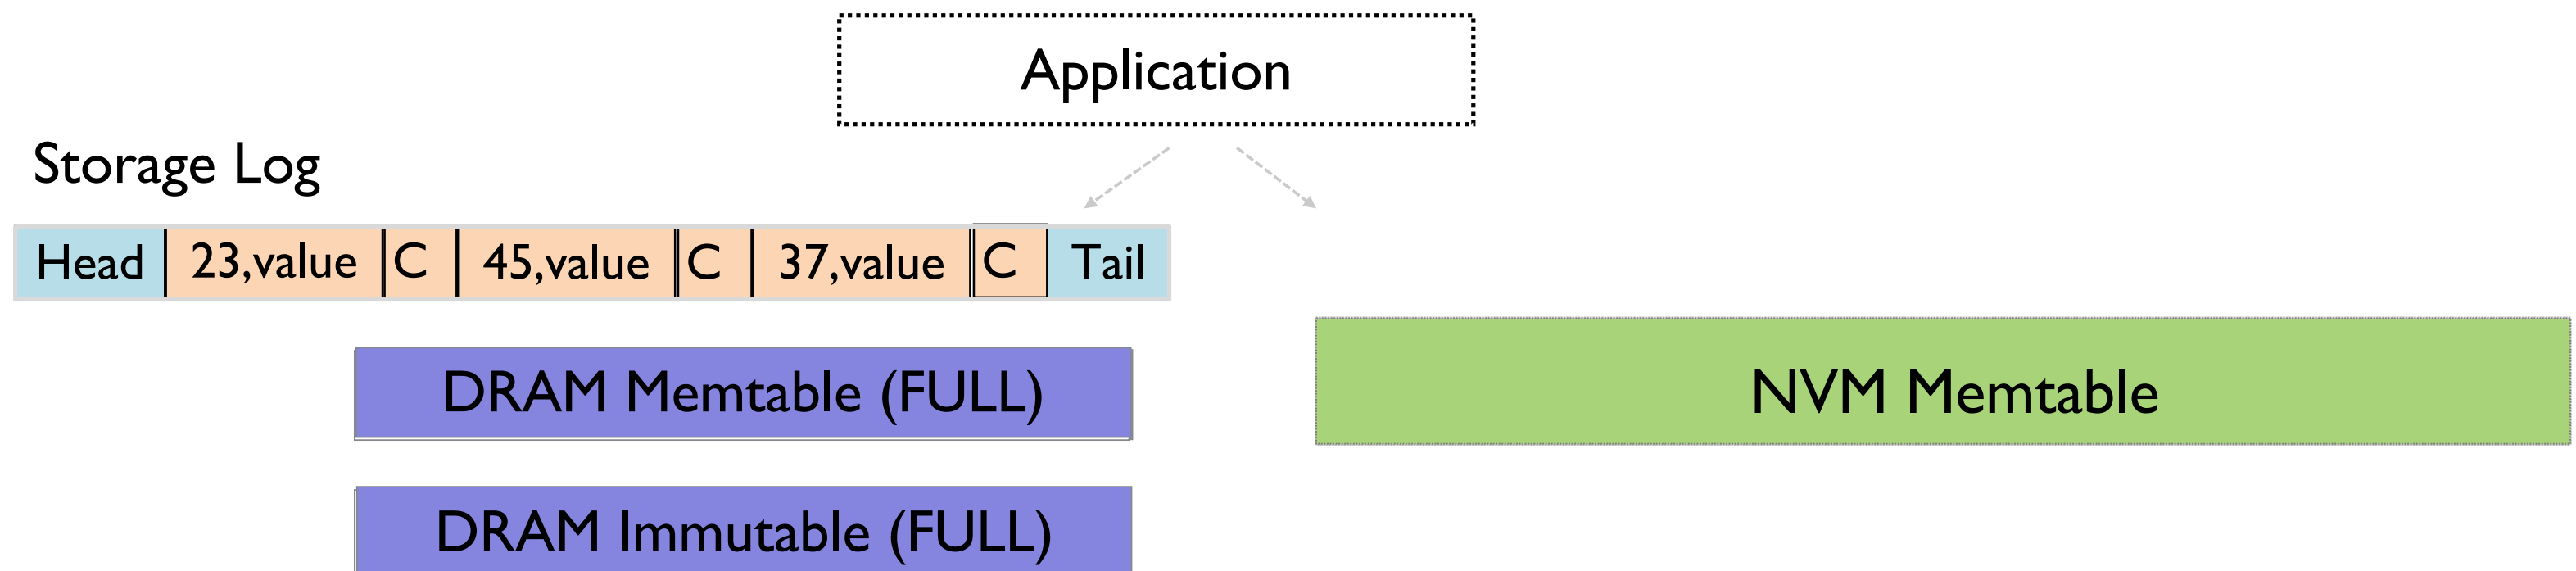 Application
Storage Log
Head 23,value C 45,value C 37,value C Tail
DRAM Memtable (FULL)
NVM Memtable
DRAM Immutable (FULL)